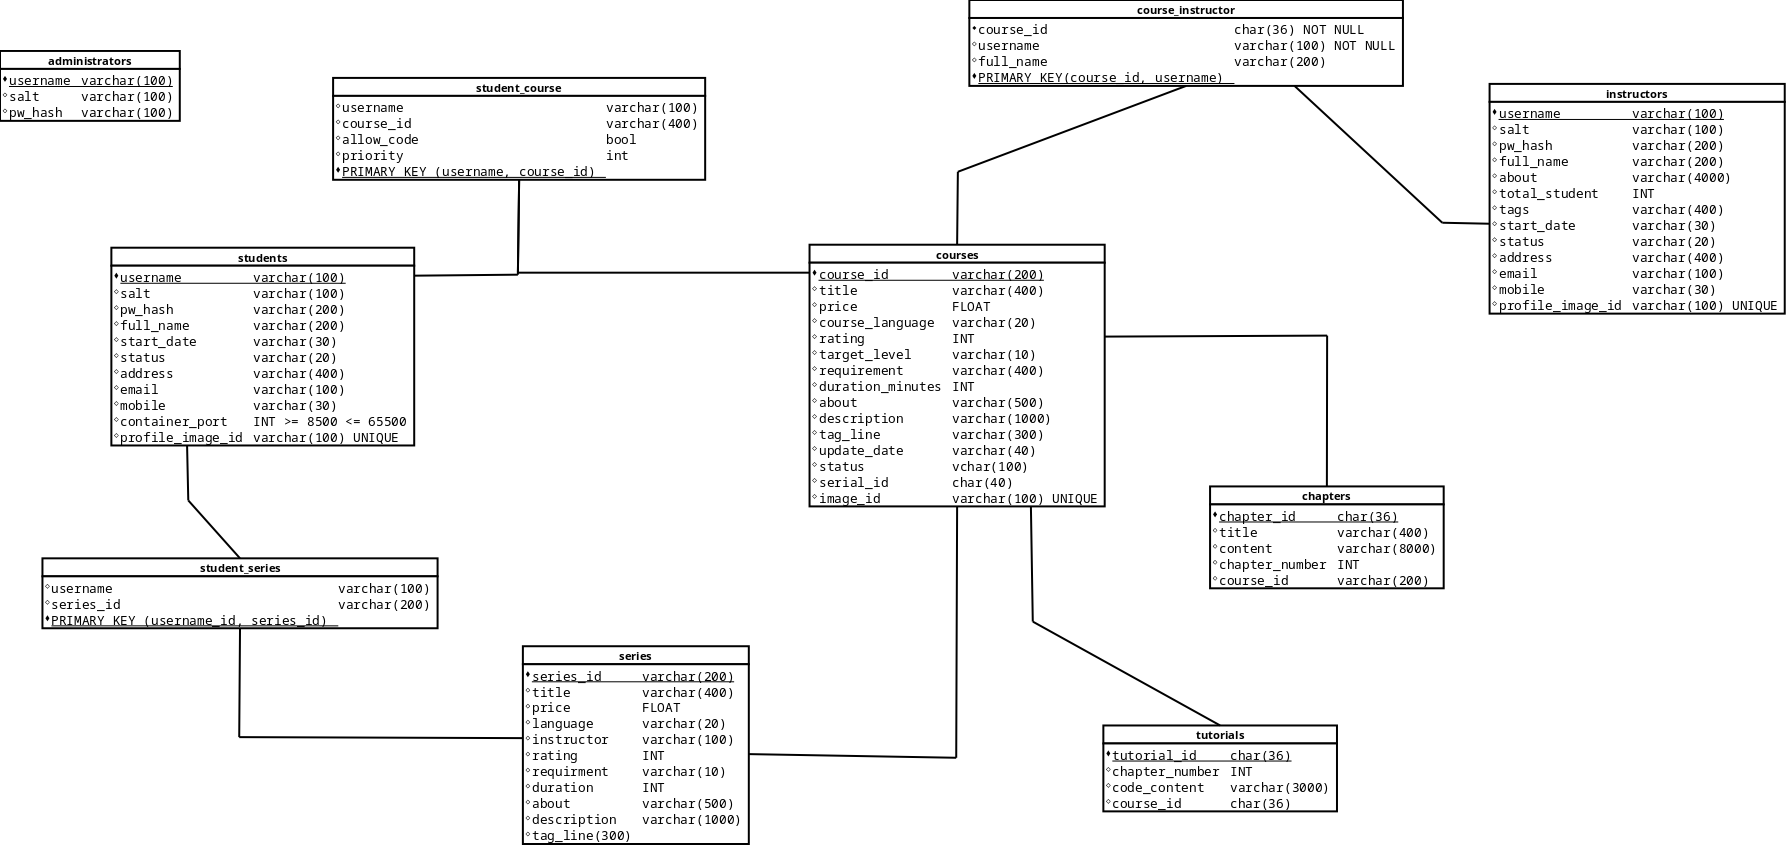 course_instructor
course_id char(36) NOT NULL
username varchar(100) NOT NULL
full_name varchar(200)
PRIMARY KEY(course_id, username)
administrators
username varchar(100)
salt varchar(100)
pw_hash varchar(100)
student_course
username varchar(100)
course_id varchar(400)
allow_code bool
priority int
PRIMARY KEY (username, course_id)
instructors
username varchar(100)
salt varchar(100)
pw_hash varchar(200)
full_name varchar(200)
about varchar(4000)
total_student INT
tags varchar(400)
start_date varchar(30)
status varchar(20)
address varchar(400)
email varchar(100)
mobile varchar(30)
profile_image_id varchar(100) UNIQUE
students
username varchar(100)
salt varchar(100)
pw_hash varchar(200)
full_name varchar(200)
start_date varchar(30)
status varchar(20)
address varchar(400)
email varchar(100)
mobile varchar(30)
container_port INT >= 8500 <= 65500
profile_image_id varchar(100) UNIQUE
courses
course_id varchar(200)
title varchar(400)
price FLOAT
course_language varchar(20)
rating INT
target_level varchar(10)
requirement varchar(400)
duration_minutes INT
about varchar(500)
description varchar(1000)
tag_line varchar(300)
update_date varchar(40)
status vchar(100)
serial_id char(40)
image_id varchar(100) UNIQUE
chapters
chapter_id char(36)
title varchar(400)
content varchar(8000)
chapter_number INT
course_id varchar(200)
student_series
username varchar(100)
series_id varchar(200)
PRIMARY KEY (username_id, series_id)
series
series_id varchar(200)
title varchar(400)
price FLOAT
language varchar(20)
instructor varchar(100)
rating INT
requirment varchar(10)
duration INT
about varchar(500)
description varchar(1000)
tag_line(300)
tutorials
tutorial_id char(36)
chapter_number INT
code_content varchar(3000)
course_id char(36)